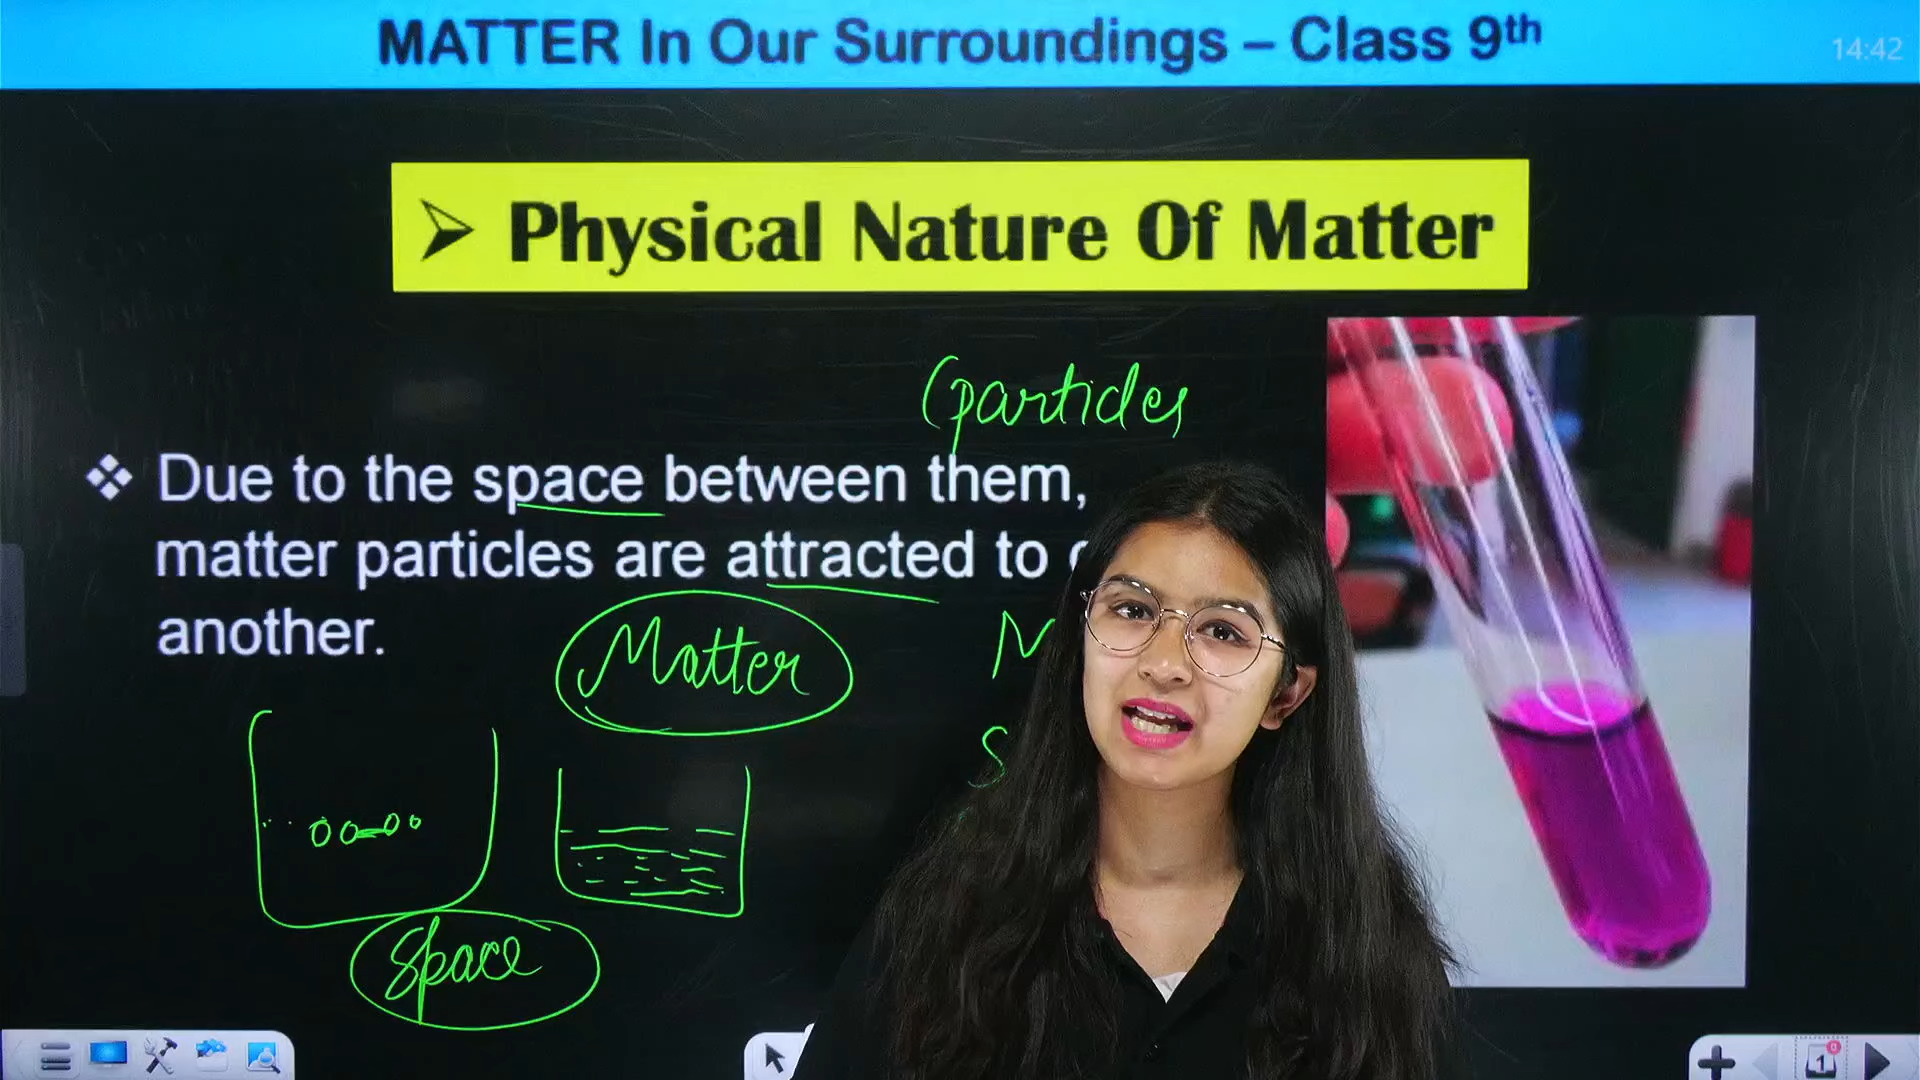 MATTER In Our Surroundings – Class 9th
14:42
➢ Physical Nature Of Matter
(particles
❖ Due to the space between them,
matter particles are attracted to
another.
Matter
Space
1